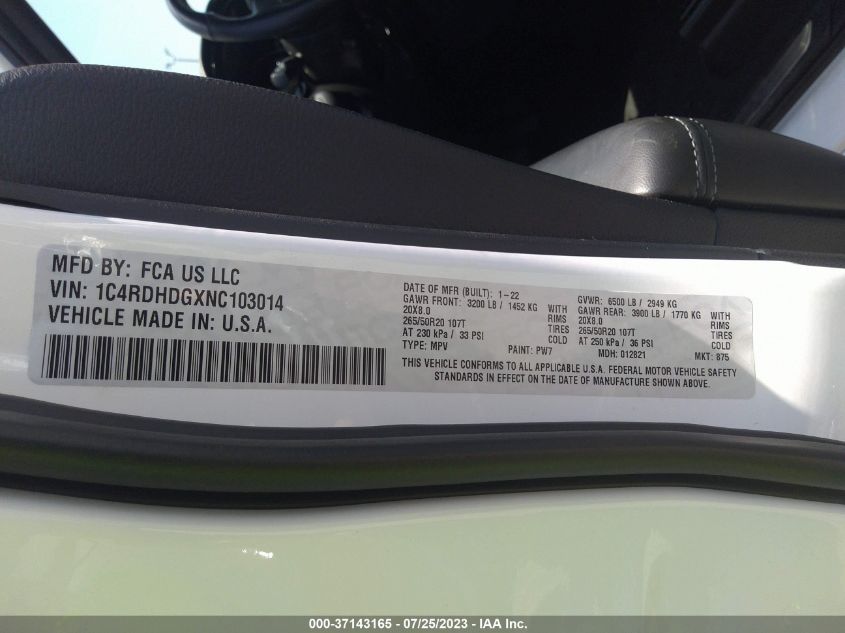 MFD BY: FCA US LLC
VIN: 1C4RDHDGXNC103014
VEHICLE MADE IN: U.S.A.
DATE OF MFR (BUILT): 1-22
GAWR FRONT: 3200 LB / 1452 KG WITH
20X8.0 RIMS
265/50R20 107T TIRES
AT 230 kPa / 33 PSI COLD
TYPE: MPV PAINT: PW7
GVWR: 6500 LB / 2949 KG
GAWR REAR: 3900 LB / 1770 KG WITH
20X8.0 RIMS
265/50R20 107T TIRES
AT 250 kPa / 36 PSI COLD
MDH: 012821 MKT: 875
THIS VEHICLE CONFORMS TO ALL APPLICABLE U.S.A. FEDERAL MOTOR VEHICLE SAFETY
STANDARDS IN EFFECT ON THE DATE OF MANUFACTURE SHOWN ABOVE.
000-37143165 - 07/25/2023 - IAA Inc.